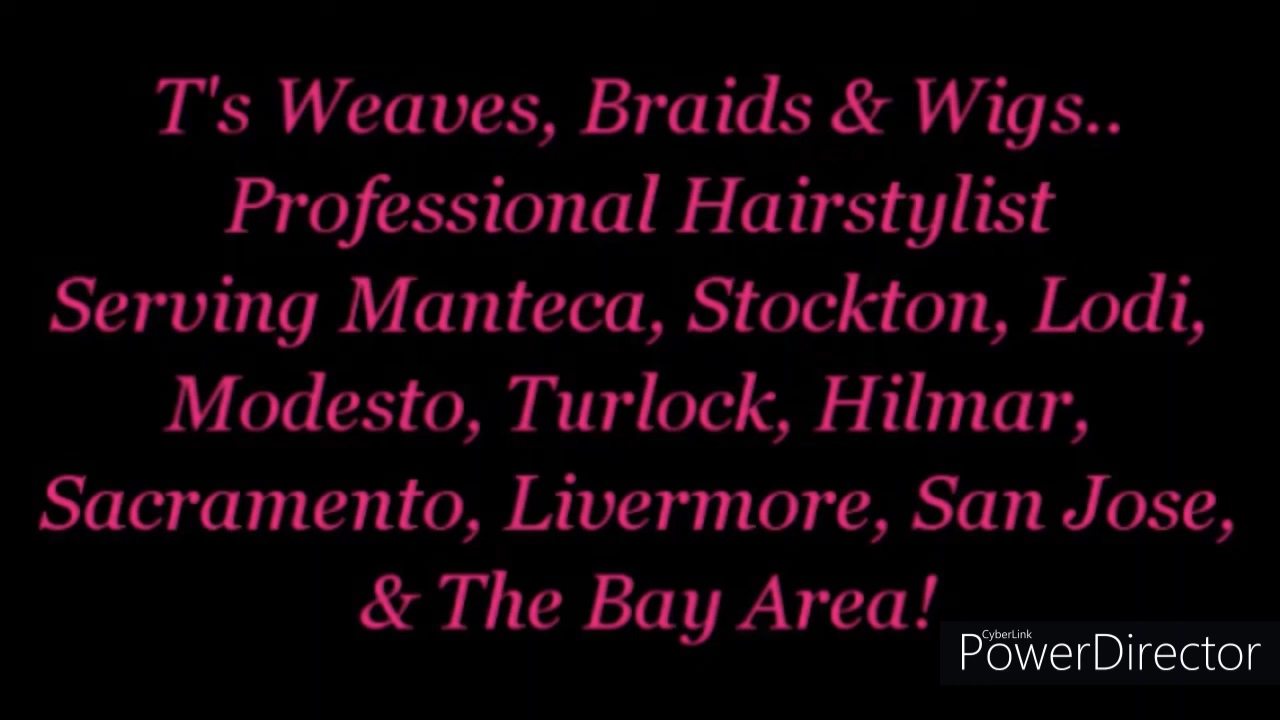 T's Weaves, Braids & Wigs..
Professional Hairstylist
Serving Manteca, Stockton, Lodi,
Modesto, Turlock, Hilmar,
Sacramento, Livermore, San Jose,
& The Bay Area!
CyberLink
PowerDirector